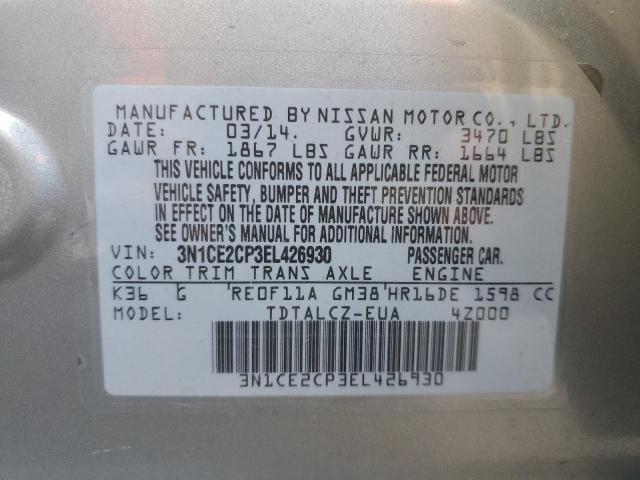 MANUFACTURED BY NISSAN MOTOR CO., LTD.
DATE: 03/14. GVWR: 3470 LBS
GAWR FR: 1867 LBS GAWR RR: 1664 LBS
THIS VEHICLE CONFORMS TO ALL APPLICABLE FEDERAL MOTOR
VEHICLE SAFETY, BUMPER AND THEFT PREVENTION STANDARDS
IN EFFECT ON THE DATE OF MANUFACTURE SHOWN ABOVE.
SEE OWNER'S MANUAL FOR ADDITIONAL INFORMATION.
VIN: 3N1CE2CP3EL426930 PASSENGER CAR.
COLOR TRIM TRANS AXLE ENGINE
K36 G RE0F11A GM38 HR16DE 1598 CC
MODEL: TDTALCZ-EUA 4Z000
3N1CE2CP3EL426930